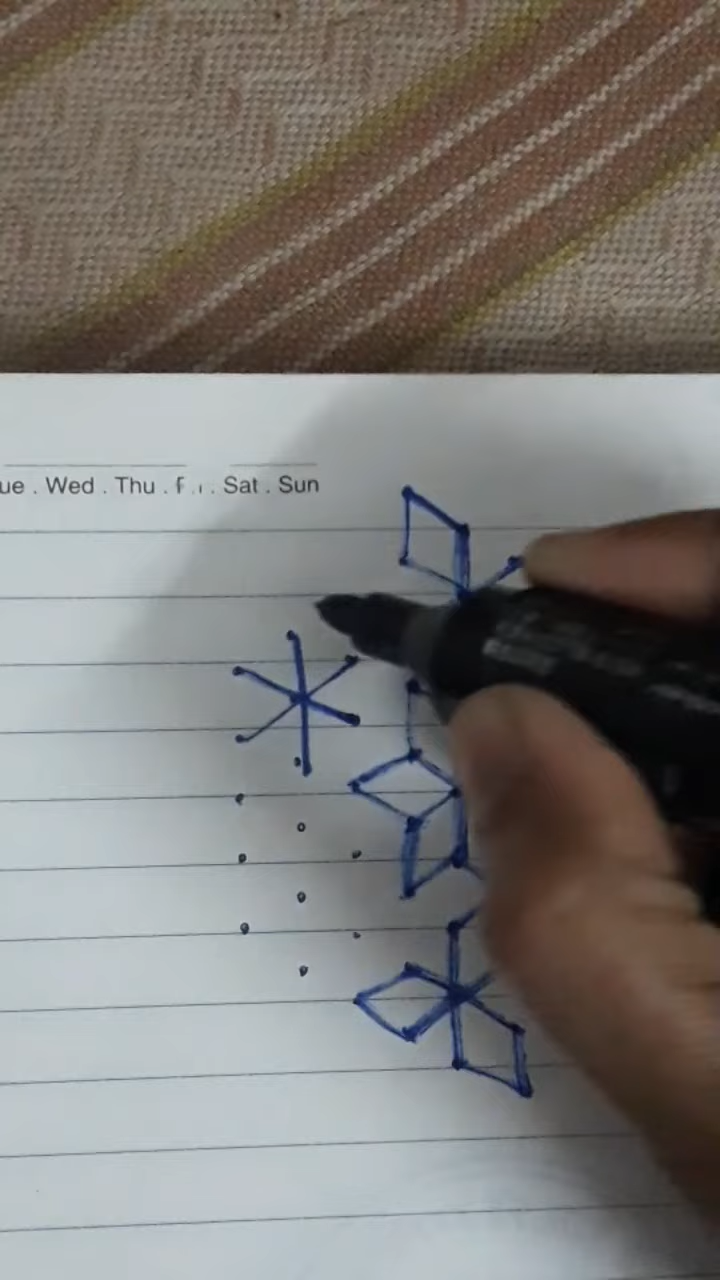 ue . Wed . Thu . F . Sat . Sun